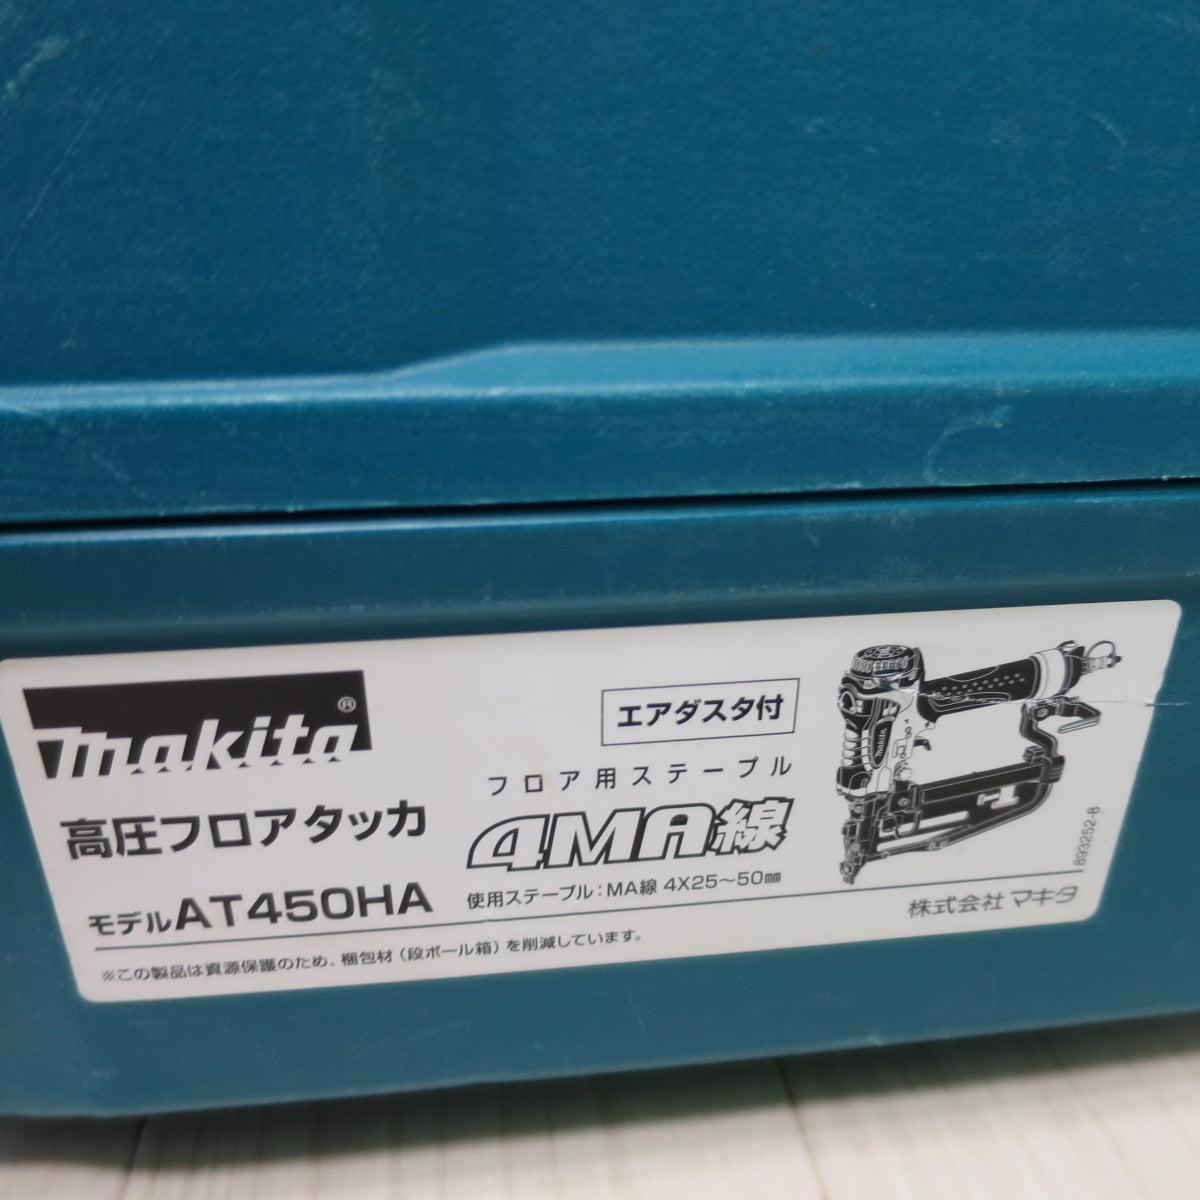 makita®
高圧フロアタッカ
モデルAT450HA
エアダスタ付
フロア用ステープル
4MA線
使用ステープル:MA線 4X25〜50㎜
makita
893252-8
株式会社 マキタ
※この製品は資源保護のため、梱包材(段ボール箱)を削減しています。